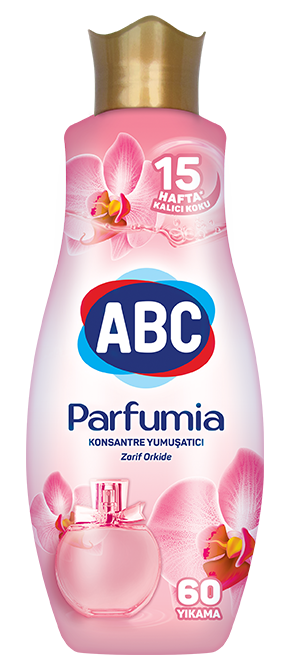 15
HAFTA*
KALICI KOKU
ABC
Parfumia
KONSANTRE YUMUŞATICI
Zarif Orkide
60
YIKAMA